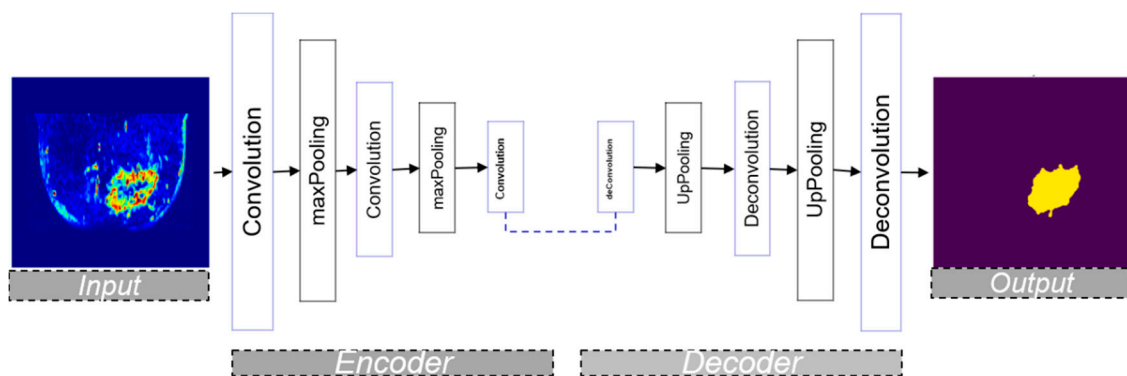 Convolution
maxPooling
Convolution
maxPooling
Convolution
deConvolution
UpPooling
Deconvolution
UpPooling
Deconvolution
Input
Output
Encoder
Decoder